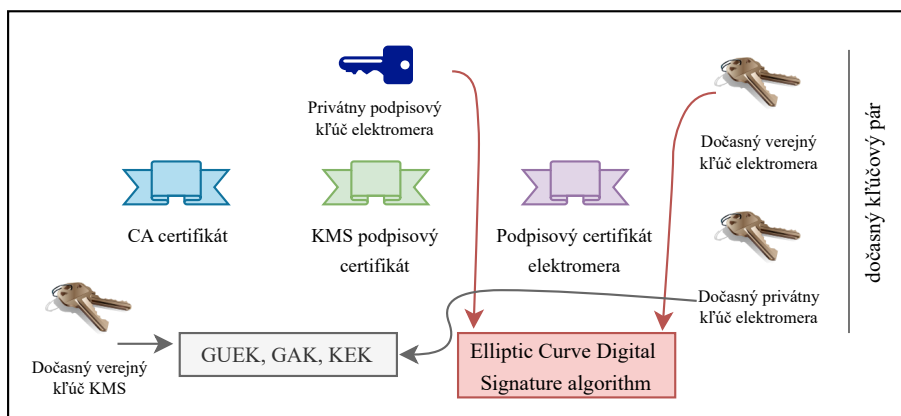 Privátny podpisový
kľúč elektromera
Dočasný verejný
kľúč elektromera
dočasný kľúčový pár
CA certifikát
KMS podpisový
certifikát
Podpisový certifikát
elektromera
Dočasný privátny
kľúč elektromera
Dočasný verejný
kľúč KMS
GUEK, GAK, KEK
Elliptic Curve Digital
Signature algorithm